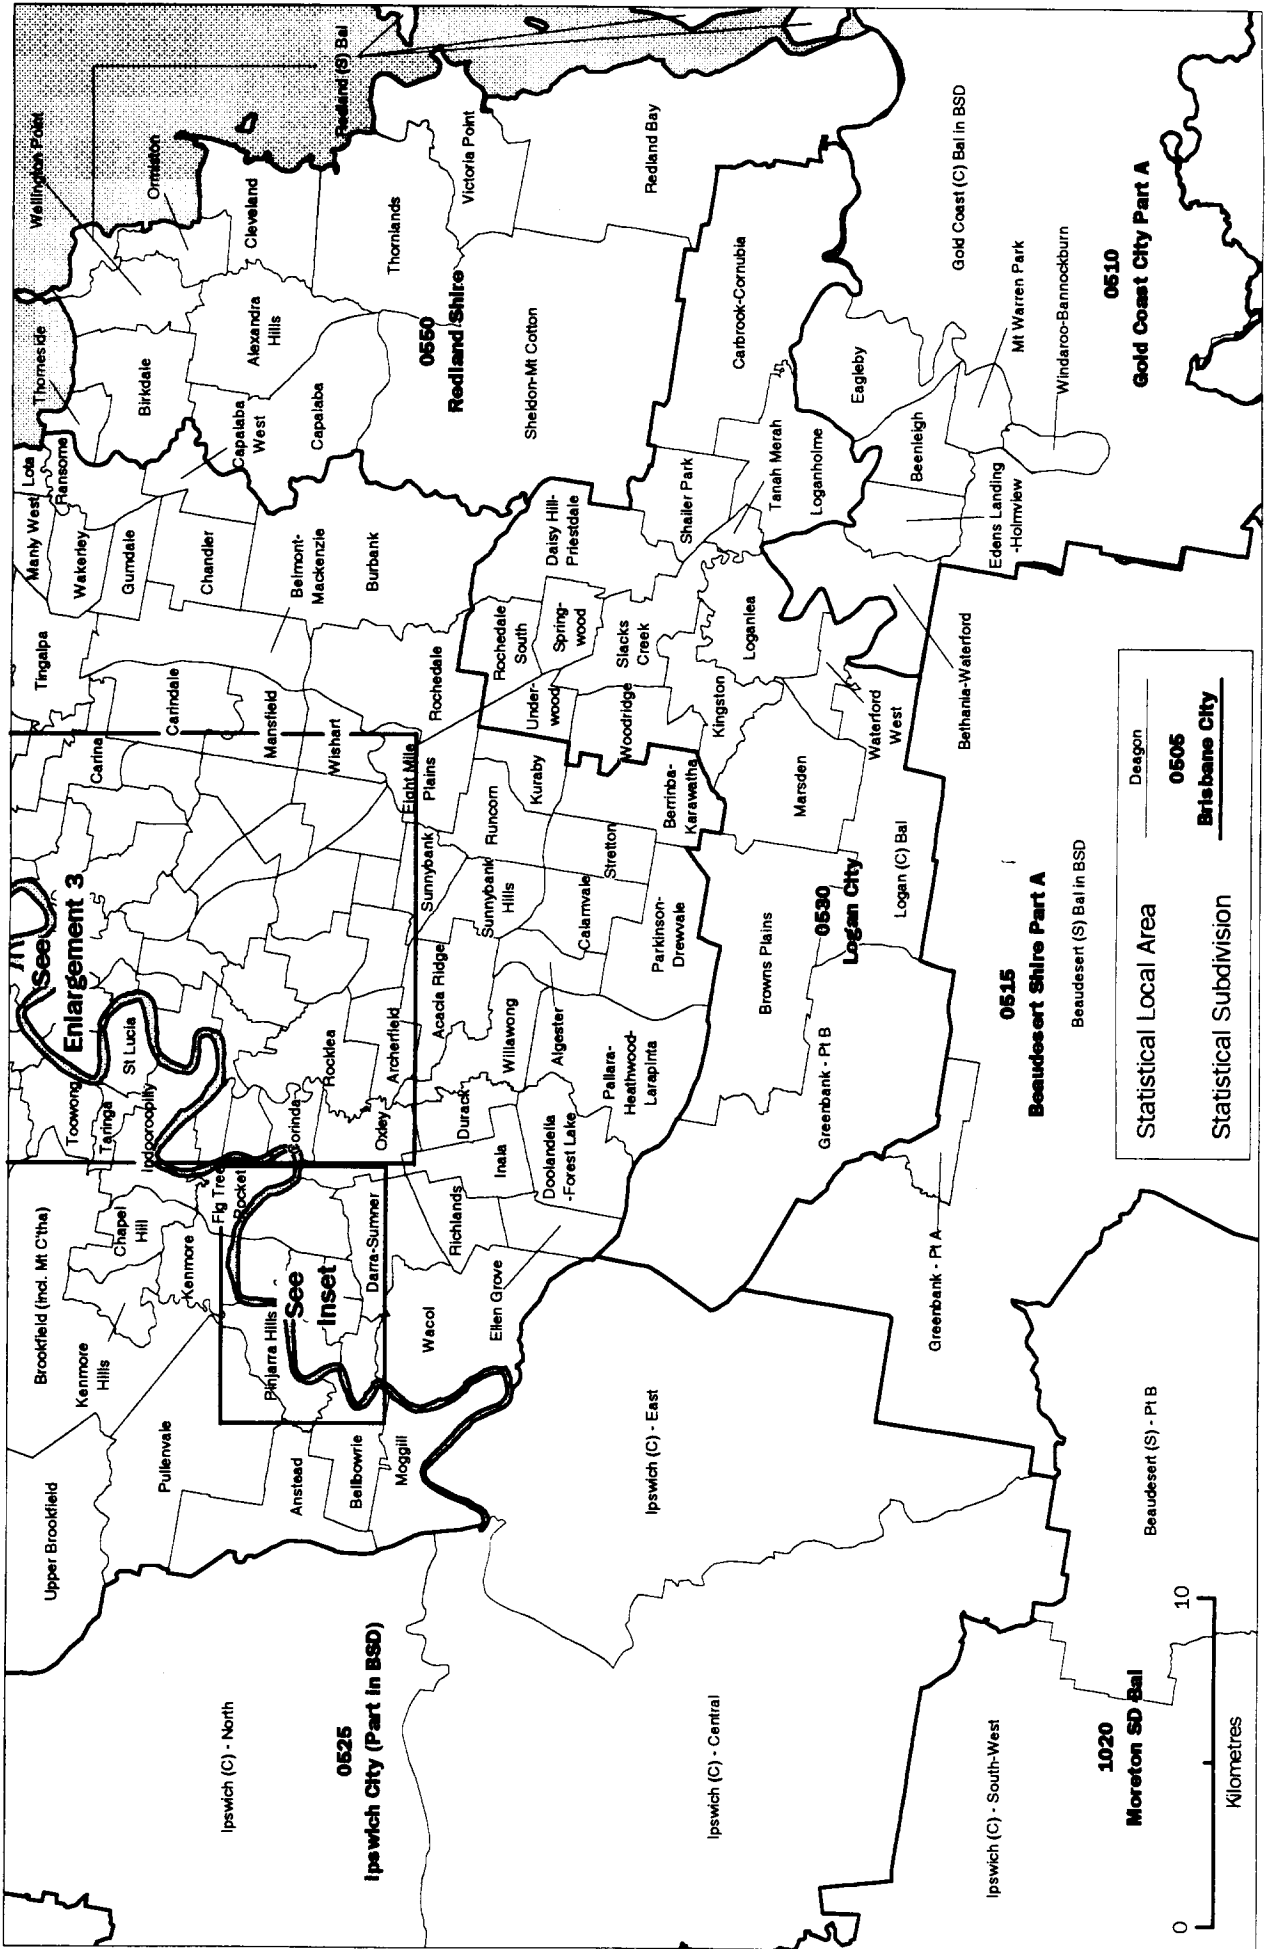 Upper Brookfield
Brookfield (incl. Mt C'tha)
Kenmore
Hills
Pullenvale
Chapel
Hill
Kenmore
Fig Tree
Pocket
Pinjarra Hills
See
Inset
Anstead
Bellbowrie
Moggill
Darra-Sumner
Wacol
Ellen Grove
Richlands
Toowong
Taringa
Indooroopilly
St Lucia
See
Enlargement 3
Corinda
Oxley
Rocklea
Archerfield
Durack
Inala
Doolandella
-Forest Lake
Willawong
Algester
Pallara-
Heathwood-
Larapinta
Acacia Ridge
Sunnybank
Sunnybank
Hills
Runcorn
Calamvale
Stretton
Parkinson-
Drewvale
Kuraby
Berrinba-
Karawatha
Eight Mile
Plains
Carina
Carindale
Mansfield
Wishart
Rochedale
Tingalpa
Manly West
Lota
Ransome
Wakerley
Gumdale
Chandler
Belmont-
Mackenzie
Burbank
Thorneside
Wellington Point
Ormiston
Birkdale
Alexandra
Hills
Cleveland
Capalaba
West
Capalaba
Thornlands
Victoria Point
Redland Bay
Redland (S) Bal
0550
Redland Shire
Sheldon-Mt Cotton
Rochedale
South
Under-
wood
Spring-
wood
Daisy Hill-
Priestdale
Slacks
Creek
Woodridge
Kingston
Loganlea
Shailer Park
Tanah Merah
Loganholme
Carbrook-Cornubia
Waterford
West
Marsden
Browns Plains
0530
Logan City
Logan (C) Bal
Greenbank - Pt B
Greenbank - Pt A
Eagleby
Beenleigh
Edens Landing
-Holmview
Bethania-Waterford
Mt Warren Park
Windaroo-Bannockburn
Gold Coast (C) Bal in BSD
0510
Gold Coast City Part A
0515
Beaudesert Shire Part A
Beaudesert (S) Bal in BSD
Beaudesert (S) - Pt B
Ipswich (C) - North
0525
Ipswich City (Part in BSD)
Ipswich (C) - East
Ipswich (C) - Central
Ipswich (C) - South-West
1020
Moreton SD Bal
0
10
Kilometres
Statistical Local Area
Deagon
Statistical Subdivision
0505
Brisbane City